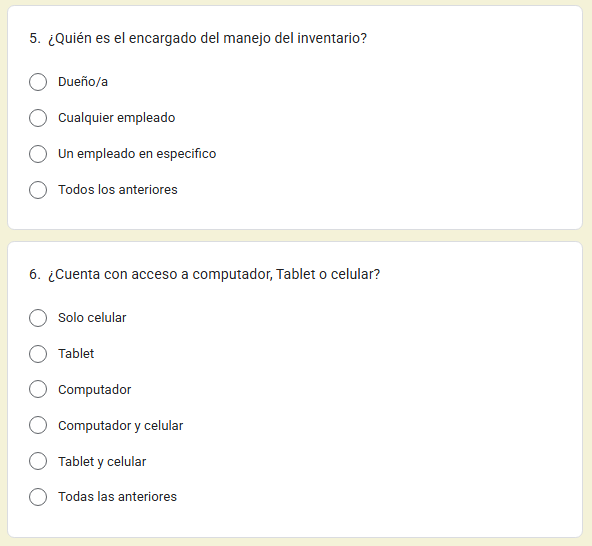 5. ¿Quién es el encargado del manejo del inventario?
Dueño/a
Cualquier empleado
Un empleado en especifico
Todos los anteriores
6. ¿Cuenta con acceso a computador, Tablet o celular?
Solo celular
Tablet
Computador
Computador y celular
Tablet y celular
Todas las anteriores